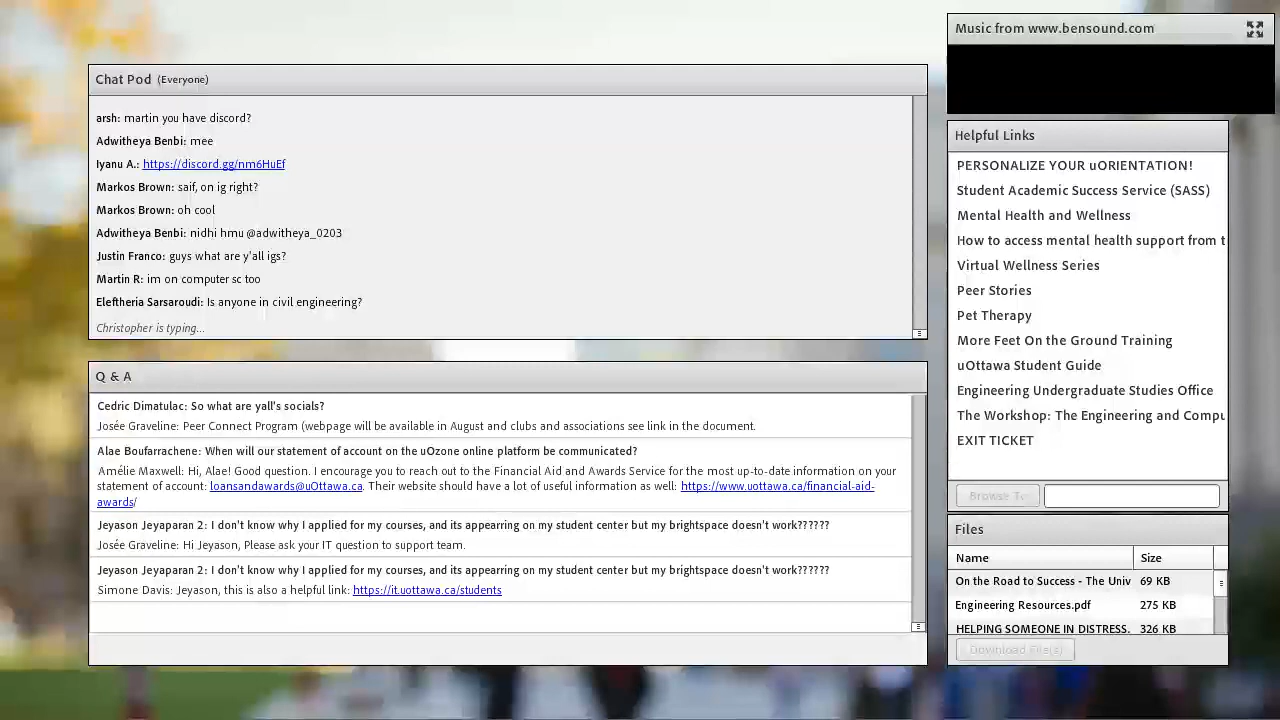 Music from www.bensound.com
Chat Pod (Everyone)
arsh: martin you have discord?
Adwitheya Benbi: mee
Iyanu A.: https://discord.gg/nm6HuEf
Markos Brown: saif, on ig right?
Markos Brown: oh cool
Adwitheya Benbi: nidhi hmu @adwitheya_0203
Justin Franco: guys what are y'all igs?
Martin R: im on computer sc too
Eleftheria Sarsaroudi: Is anyone in civil engineering?
Christopher is typing...
Q & A
Cedric Dimatulac: So what are yall's socials?
Josée Graveline: Peer Connect Program (webpage will be available in August and clubs and associations see link in the document.
Alae Boufarrachene: When will our statement of account on the uOzone online platform be communicated?
Amélie Maxwell: Hi, Alae! Good question. I encourage you to reach out to the Financial Aid and Awards Service for the most up-to-date information on your
statement of account: loansandawards@uOttawa.ca. Their website should have a lot of useful information as well: https://www.uottawa.ca/financial-aid-
awards/
Jeyason Jeyaparan 2: I don't know why I applied for my courses, and its appearring on my student center but my brightspace doesn't work??????
Josée Graveline: Hi Jeyason, Please ask your IT question to support team.
Jeyason Jeyaparan 2: I don't know why I applied for my courses, and its appearring on my student center but my brightspace doesn't work??????
Simone Davis: Jeyason, this is also a helpful link: https://it.uottawa.ca/students
Helpful Links
PERSONALIZE YOUR uORIENTATION!
Student Academic Success Service (SASS)
Mental Health and Wellness
How to access mental health support from t
Virtual Wellness Series
Peer Stories
Pet Therapy
More Feet On the Ground Training
uOttawa Student Guide
Engineering Undergraduate Studies Office
The Workshop: The Engineering and Compu
EXIT TICKET
Browse To
Files
Name Size
On the Road to Success - The Univ 69 KB
Engineering Resources.pdf 275 KB
HELPING SOMEONE IN DISTRESS. 326 KB
Download File(s)